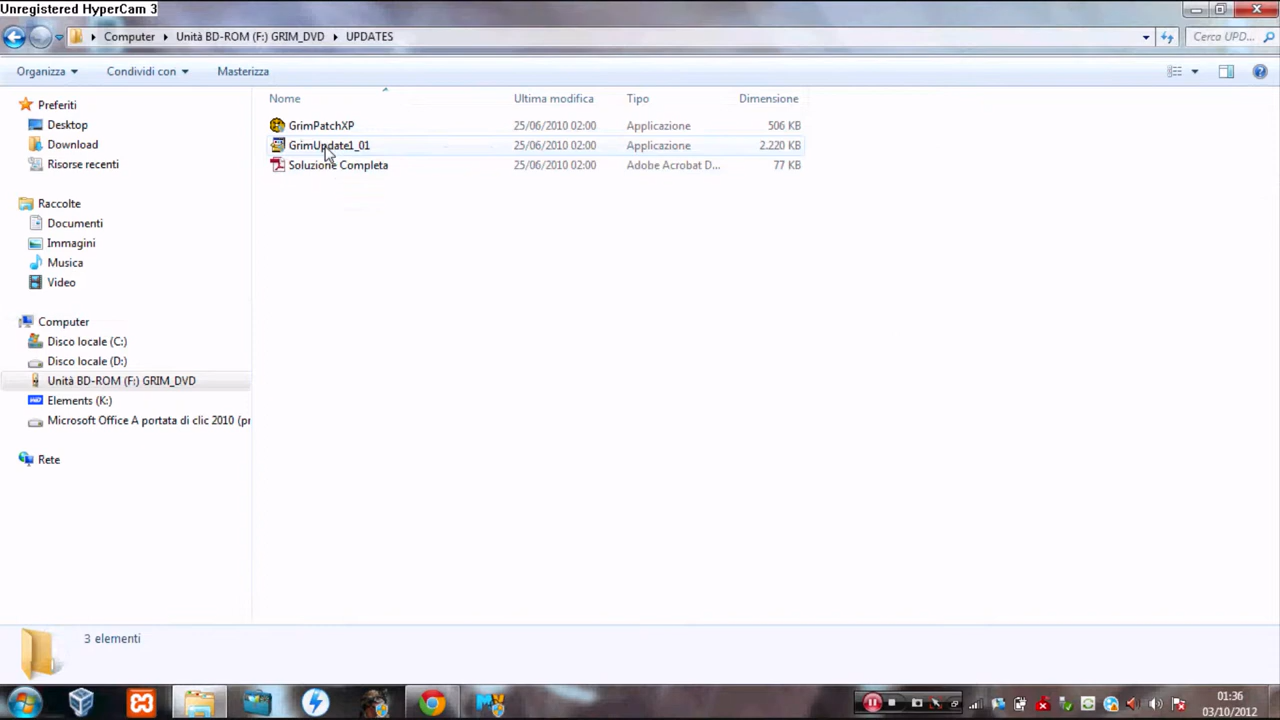 Unregistered HyperCam 3
Computer Unità BD-ROM (F:) GRIM_DVD UPDATES
Cerca UPD...
Organizza Condividi con Masterizza
Nome Ultima modifica Tipo Dimensione
GrimPatchXP 25/06/2010 02:00 Applicazione 506 KB
GrimUpdate1_01 25/06/2010 02:00 Applicazione 2.220 KB
Soluzione Completa 25/06/2010 02:00 Adobe Acrobat D... 77 KB
Preferiti
Desktop
Download
Risorse recenti
Raccolte
Documenti
Immagini
Musica
Video
Computer
Disco locale (C:)
Disco locale (D:)
Unità BD-ROM (F:) GRIM_DVD
Elements (K:)
Microsoft Office A portata di clic 2010 (pr
Rete
3 elementi
01:36
03/10/2012